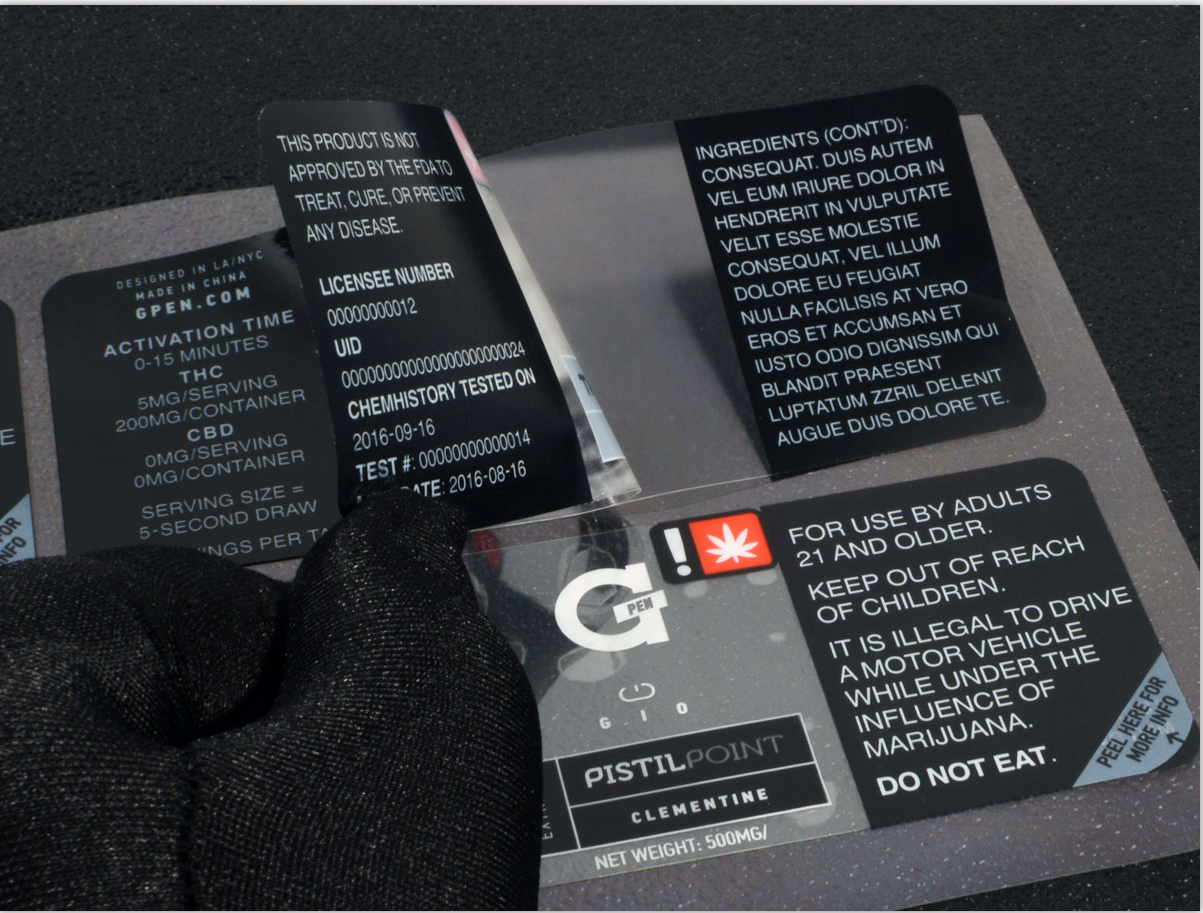 THIS PRODUCT IS NOT
APPROVED BY THE FDA TO
TREAT, CURE, OR PREVENT
ANY DISEASE.
LICENSEE NUMBER
0000000012
UID
000000000000000000000024
CHEMHISTORY TESTED ON
2016-09-16
TEST #: 0000000000014
ATE: 2016-08-16
INGREDIENTS (CONT'D):
CONSEQUAT. DUIS AUTEM
VEL EUM IRIURE DOLOR IN
HENDRERIT IN VULPUTATE
VELIT ESSE MOLESTIE
CONSEQUAT, VEL ILLUM
DOLORE EU FEUGIAT
NULLA FACILISIS AT VERO
EROS ET ACCUMSAN ET
IUSTO ODIO DIGNISSIM QUI
BLANDIT PRAESENT
LUPTATUM ZZRIL DELENIT
AUGUE DUIS DOLORE TE.
DESIGNED IN LA/NYC
MADE IN CHINA
GPEN.COM
ACTIVATION TIME
0-15 MINUTES
THC
5MG/SERVING
200MG/CONTAINER
CBD
0MG/SERVING
0MG/CONTAINER
SERVING SIZE =
5-SECOND DRAW
INGS PER TA
E
FOR
INFO
!
G PEN
GIO
PISTILPOINT
CLEMENTINE
NET WEIGHT: 500MG/
FOR USE BY ADULTS
21 AND OLDER.
KEEP OUT OF REACH
OF CHILDREN.
IT IS ILLEGAL TO DRIVE
A MOTOR VEHICLE
WHILE UNDER THE
INFLUENCE OF
MARIJUANA.
DO NOT EAT.
PEEL HERE FOR
MORE INFO